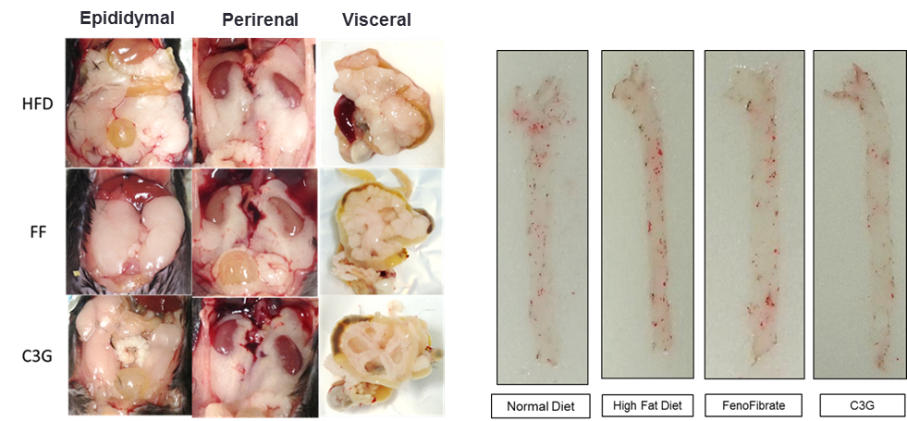 Epididymal Perirenal Visceral
HFD
FF
C3G
Normal Diet High Fat Diet FenoFibrate C3G